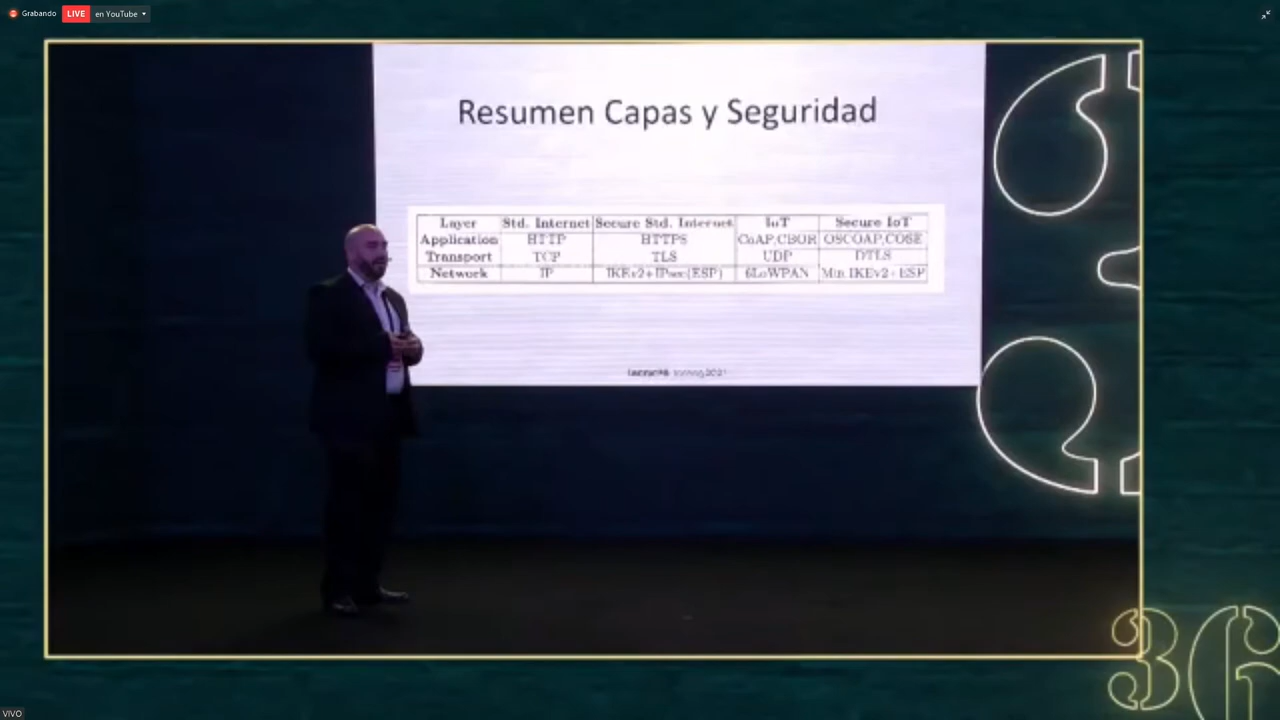 Grabando LIVE en YouTube
Resumen Capas y Seguridad
Layer Std. Internet Secure Std. Internet IoT Secure IoT
Application HTTP HTTPS CoAP,CBOR OSCOAP,COSE
Transport TCP TLS UDP DTLS
Network IP IKEv2+IPsec(ESP) 6LoWPAN Min. IKEv2+ESP
36
VIVO